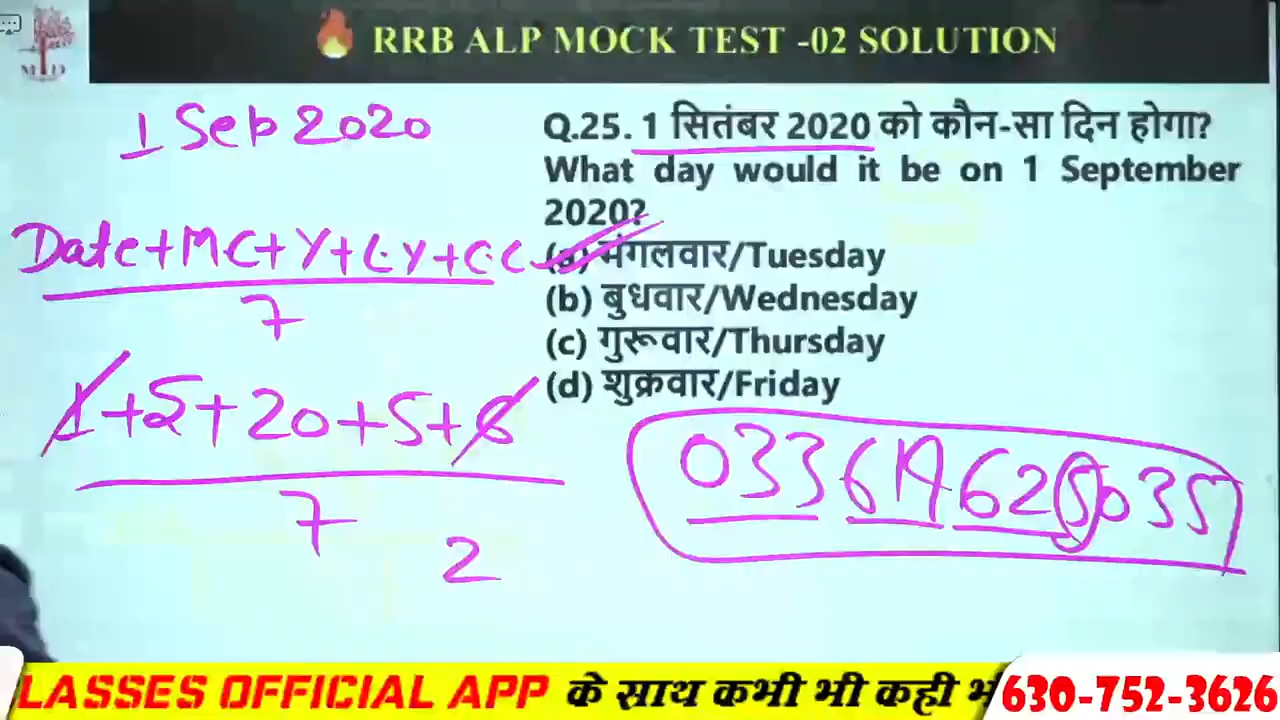 RRB ALP MOCK TEST -02 SOLUTION
M D
1 Sep 2020
Q.25. 1 सितंबर 2020 को कौन-सा दिन होगा?
What day would it be on 1 September
2020?
Date+MC+Y+L.Y+C.C
7
(a) मंगलवार/Tuesday
(b) बुधवार/Wednesday
(c) गुरूवार/Thursday
(d) शुक्रवार/Friday
1+5+20+5+6
7
2
033614625035
LASSES OFFICIAL APP के साथ कभी भी कही भ
630-752-3626